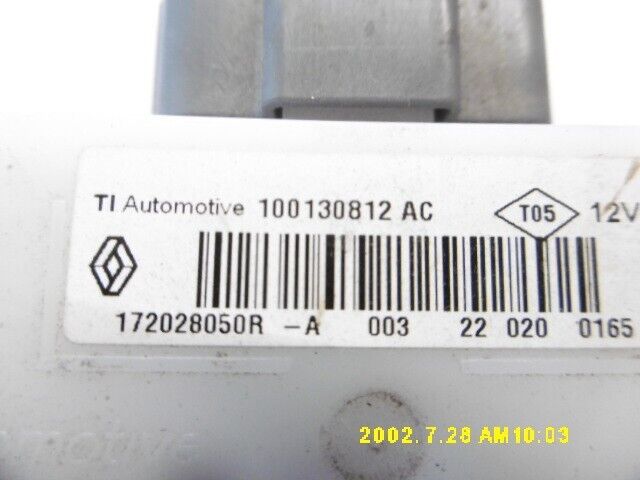 TI Automotive 100130812 AC T05 12V
172028050R -A 003 22 020 0165
2002.7.28 AM10:03